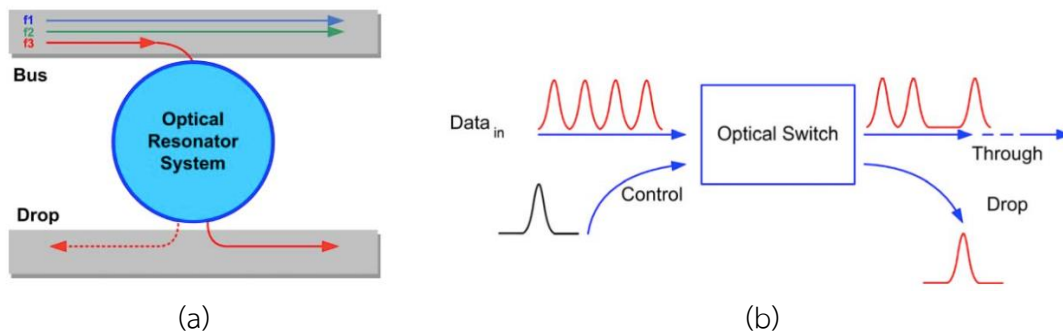 f1
f2
f3
Bus
Optical
Resonator
System
Drop
(a)
Data in
Optical Switch
Control
Through
Drop
(b)